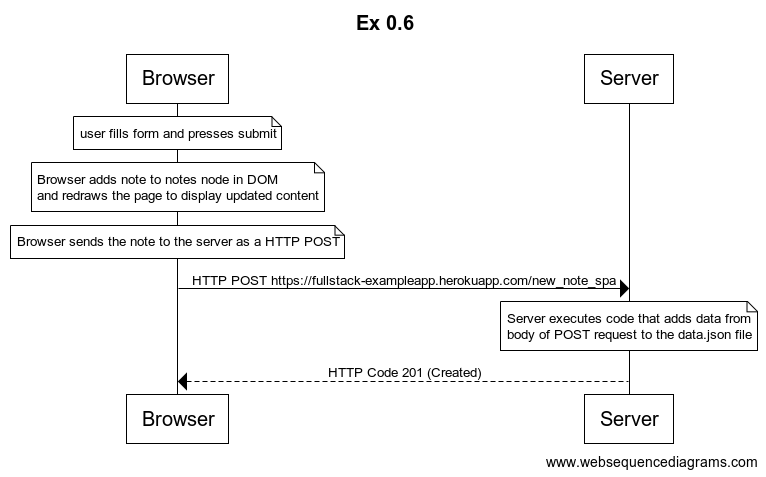 Ex 0.6
Browser
Server
user fills form and presses submit
Browser adds note to notes node in DOM
and redraws the page to display updated content
Browser sends the note to the server as a HTTP POST
HTTP POST https://fullstack-exampleapp.herokuapp.com/new_note_spa
Server executes code that adds data from
body of POST request to the data.json file
HTTP Code 201 (Created)
Browser
Server
www.websequencediagrams.com